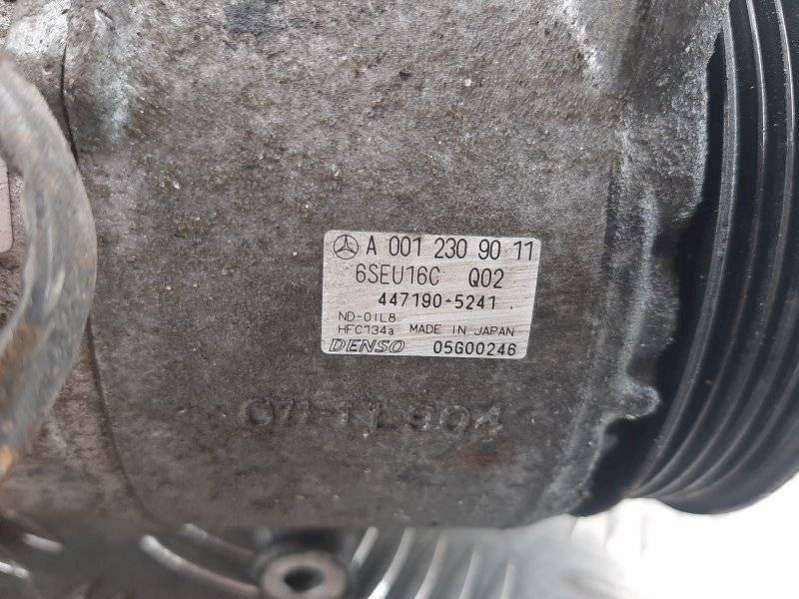 A 001 230 90 11
6SEU16C Q02
447190-5241
ND-OIL8
HFC134a MADE IN JAPAN
DENSO 05G00246